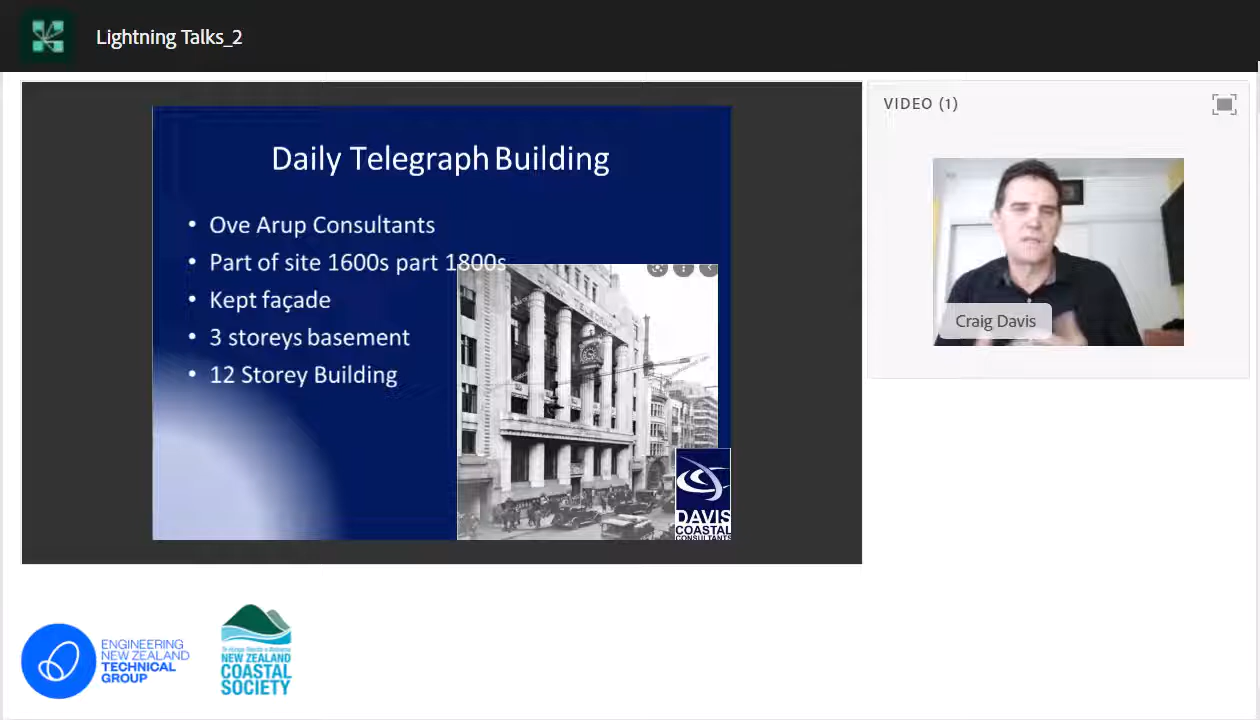 Lightning Talks_2
Daily Telegraph Building
• Ove Arup Consultants
• Part of site 1600s part 1800s
• Kept façade
• 3 storeys basement
• 12 Storey Building
DAVIS
COASTAL
CONSULTANTS
VIDEO (1)
Craig Davis
ENGINEERING
NEW ZEALAND
TECHNICAL
GROUP
NEW ZEALAND
COASTAL
SOCIETY